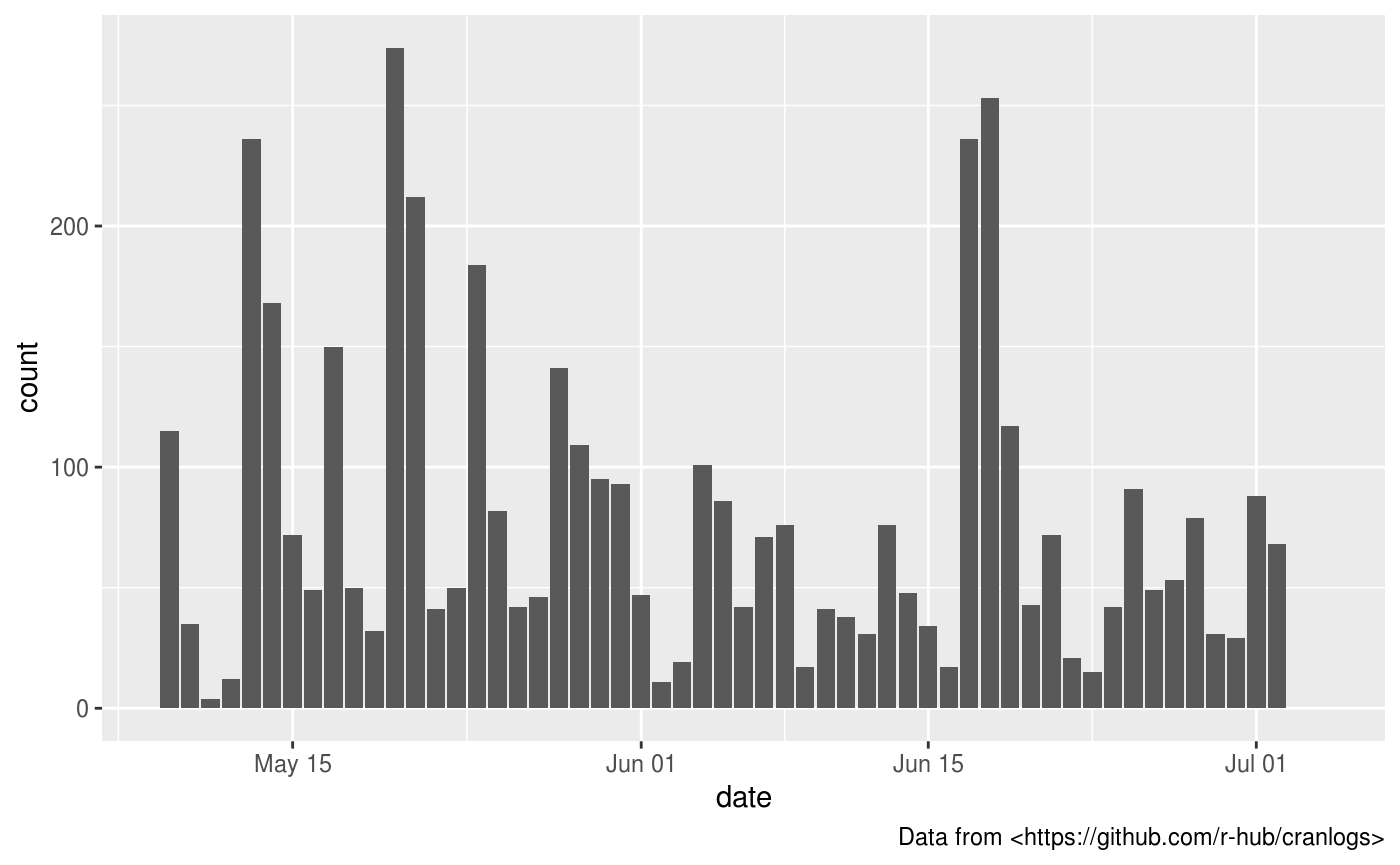 count
200
100
0
May 15
Jun 01
Jun 15
Jul 01
date
Data from <https://github.com/r-hub/cranlogs>